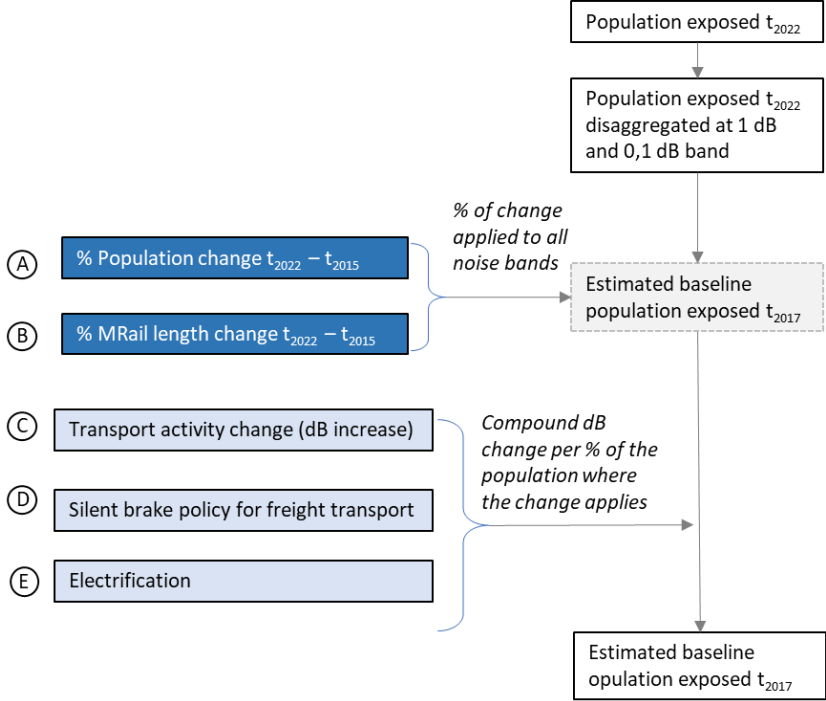 Population exposed t2022
Population exposed t2022
disaggregated at 1 dB
and 0,1 dB band
% of change
applied to all
noise bands
A
% Population change t2022 – t2015
B
% MRail length change t2022 – t2015
Estimated baseline
population exposed t2017
C
Transport activity change (dB increase)
D
Silent brake policy for freight transport
E
Electrification
Compound dB
change per % of the
population where
the change applies
Estimated baseline
opulation exposed t2017